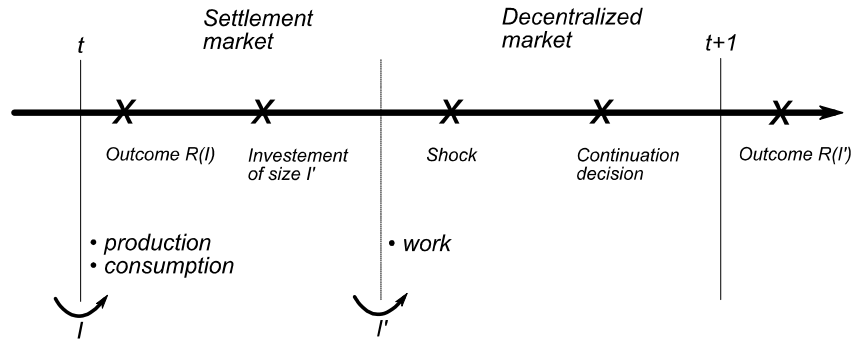 Settlement
market
Decentralized
market
t
t+1
X X X X X
Outcome R(I)
Investement
of size I'
Shock
Continuation
decision
Outcome R(I')
• production
• consumption
• work
I
I'